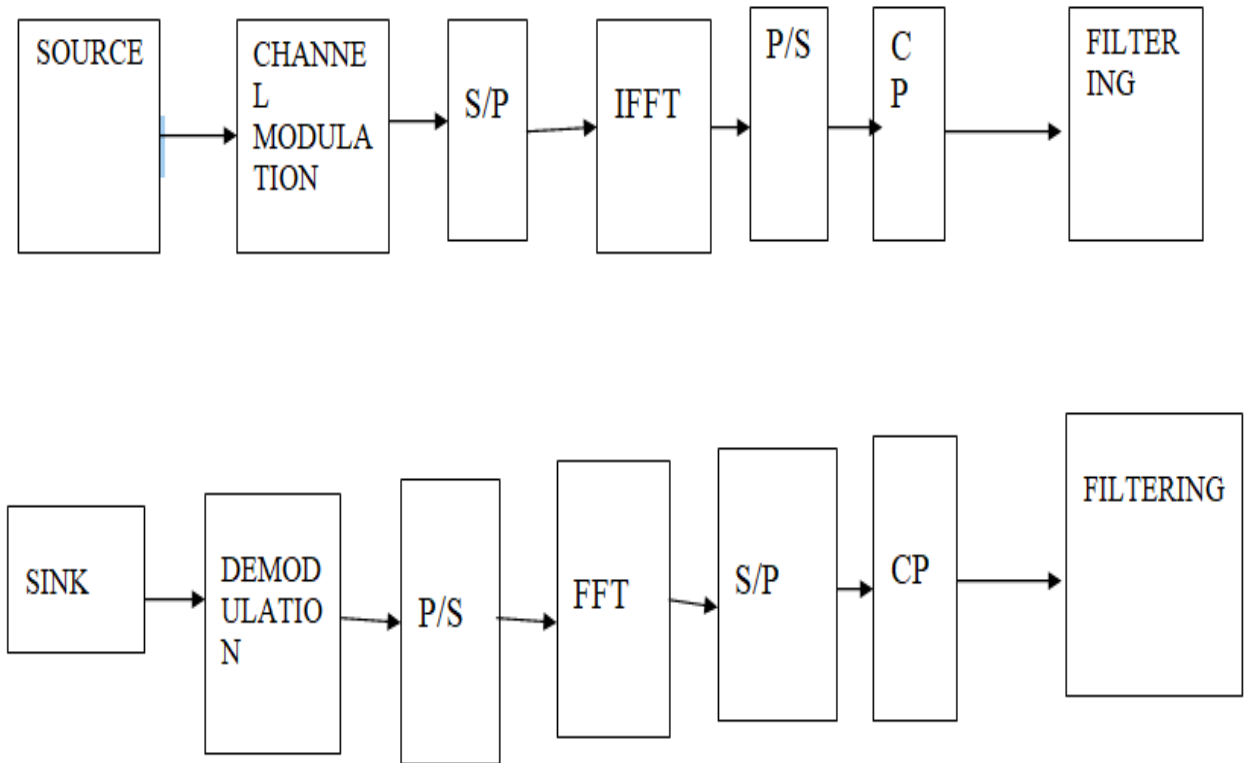 SOURCE
CHANNE
L
MODULA
TION
S/P
IFFT
P/S
C
P
FILTER
ING
SINK
DEMOD
ULATIO
N
P/S
FFT
S/P
CP
FILTERING